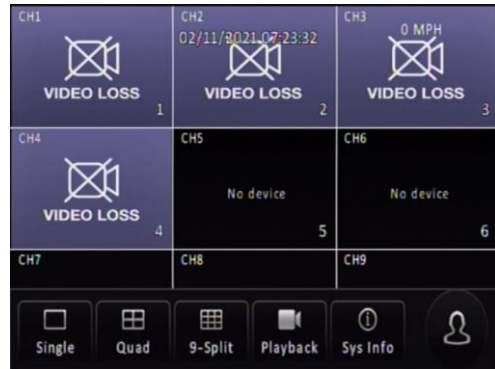 CH1
CH2
CH3
02/11/2021 07:23:32
0 MPH
VIDEO LOSS
VIDEO LOSS
VIDEO LOSS
1
2
3
CH4
CH5
CH6
No device
No device
VIDEO LOSS
4
5
6
CH7
CH8
CH9
Single
Quad
9-Split
Playback
Sys Info